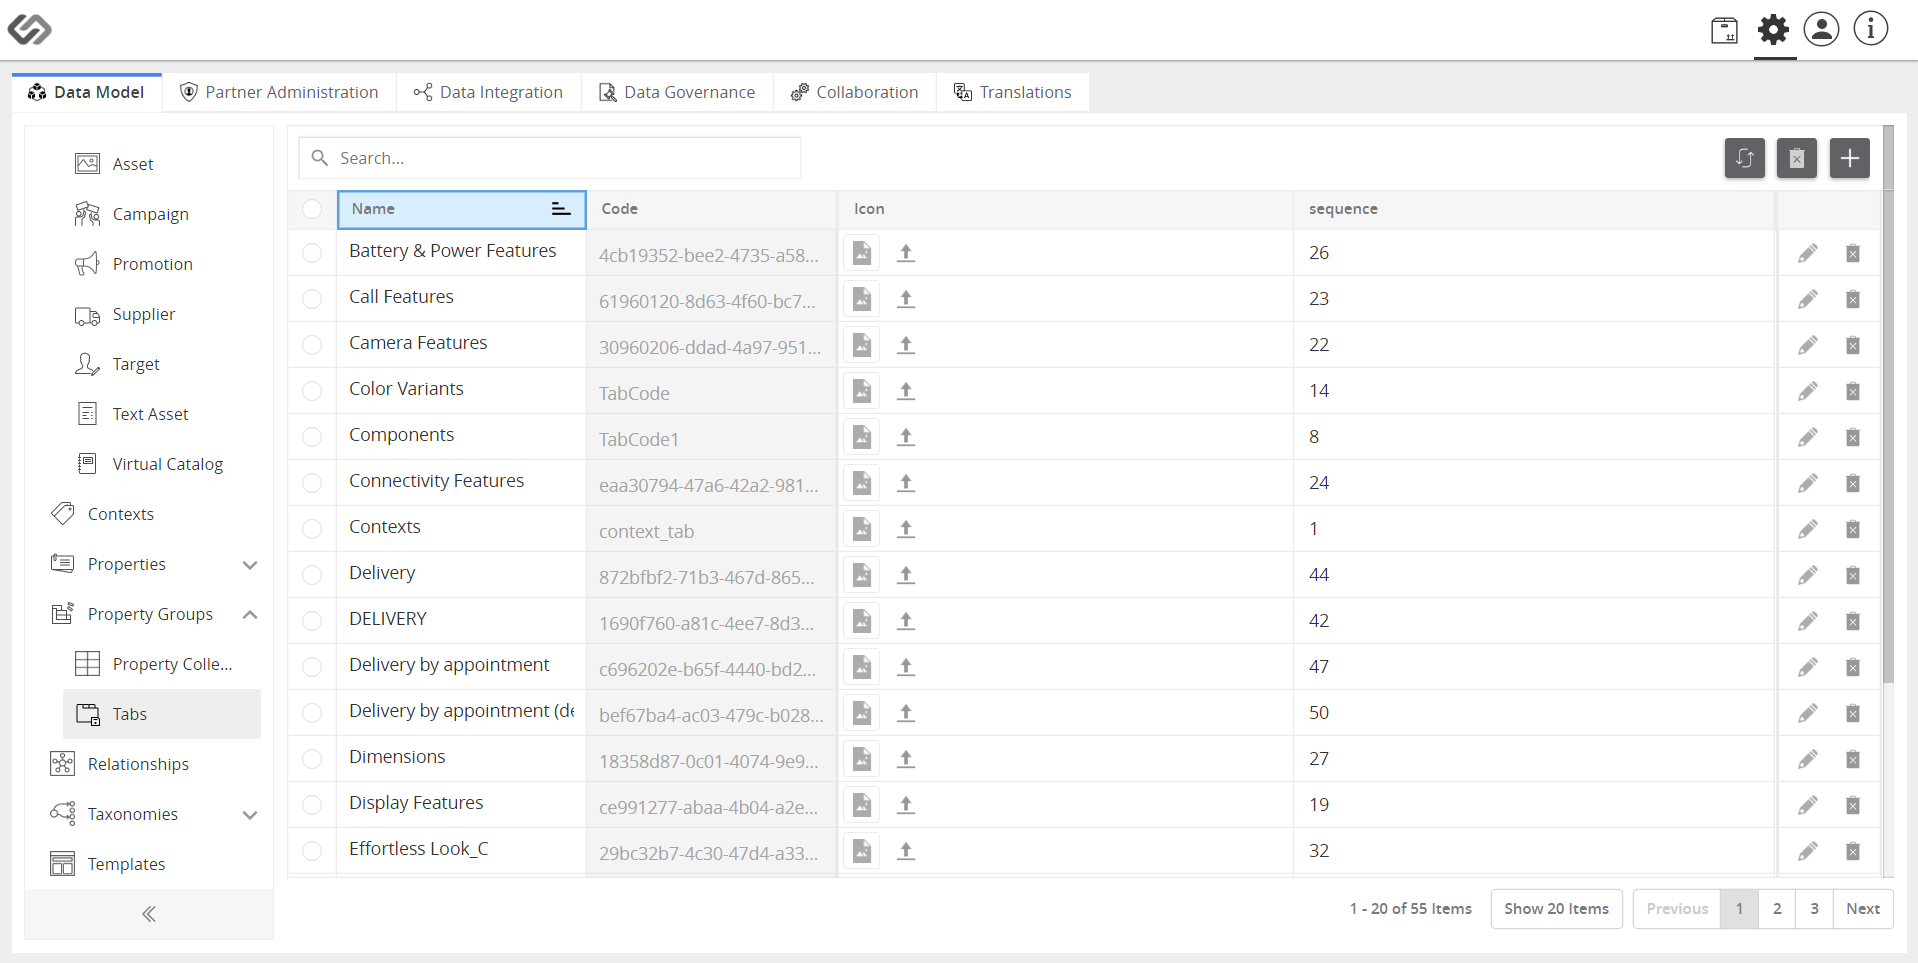 Data Model
Partner Administration
Data Integration
Data Governance
Collaboration
Translations
Asset
Campaign
Promotion
Supplier
Target
Text Asset
Virtual Catalog
Contexts
Properties
Property Groups
Property Colle...
Tabs
Relationships
Taxonomies
Templates
Search...
Name Code Icon sequence
Battery & Power Features 4cb19352-bee2-4735-a58... 26
Call Features 61960120-8d63-4f60-bc7... 23
Camera Features 30960206-ddad-4a97-951... 22
Color Variants TabCode 14
Components TabCode1 8
Connectivity Features eaa30794-47a6-42a2-981... 24
Contexts context_tab 1
Delivery 872bfbf2-71b3-467d-865... 44
DELIVERY 1690f760-a81c-4ee7-8d3... 42
Delivery by appointment c696202e-b65f-4440-bd2... 47
Delivery by appointment (de bef67ba4-ac03-479c-b028... 50
Dimensions 18358d87-0c01-4074-9e9... 27
Display Features ce991277-abaa-4b04-a2e... 19
Effortless Look_C 29bc32b7-4c30-47d4-a33... 32
1 - 20 of 55 Items Show 20 Items Previous 1 2 3 Next